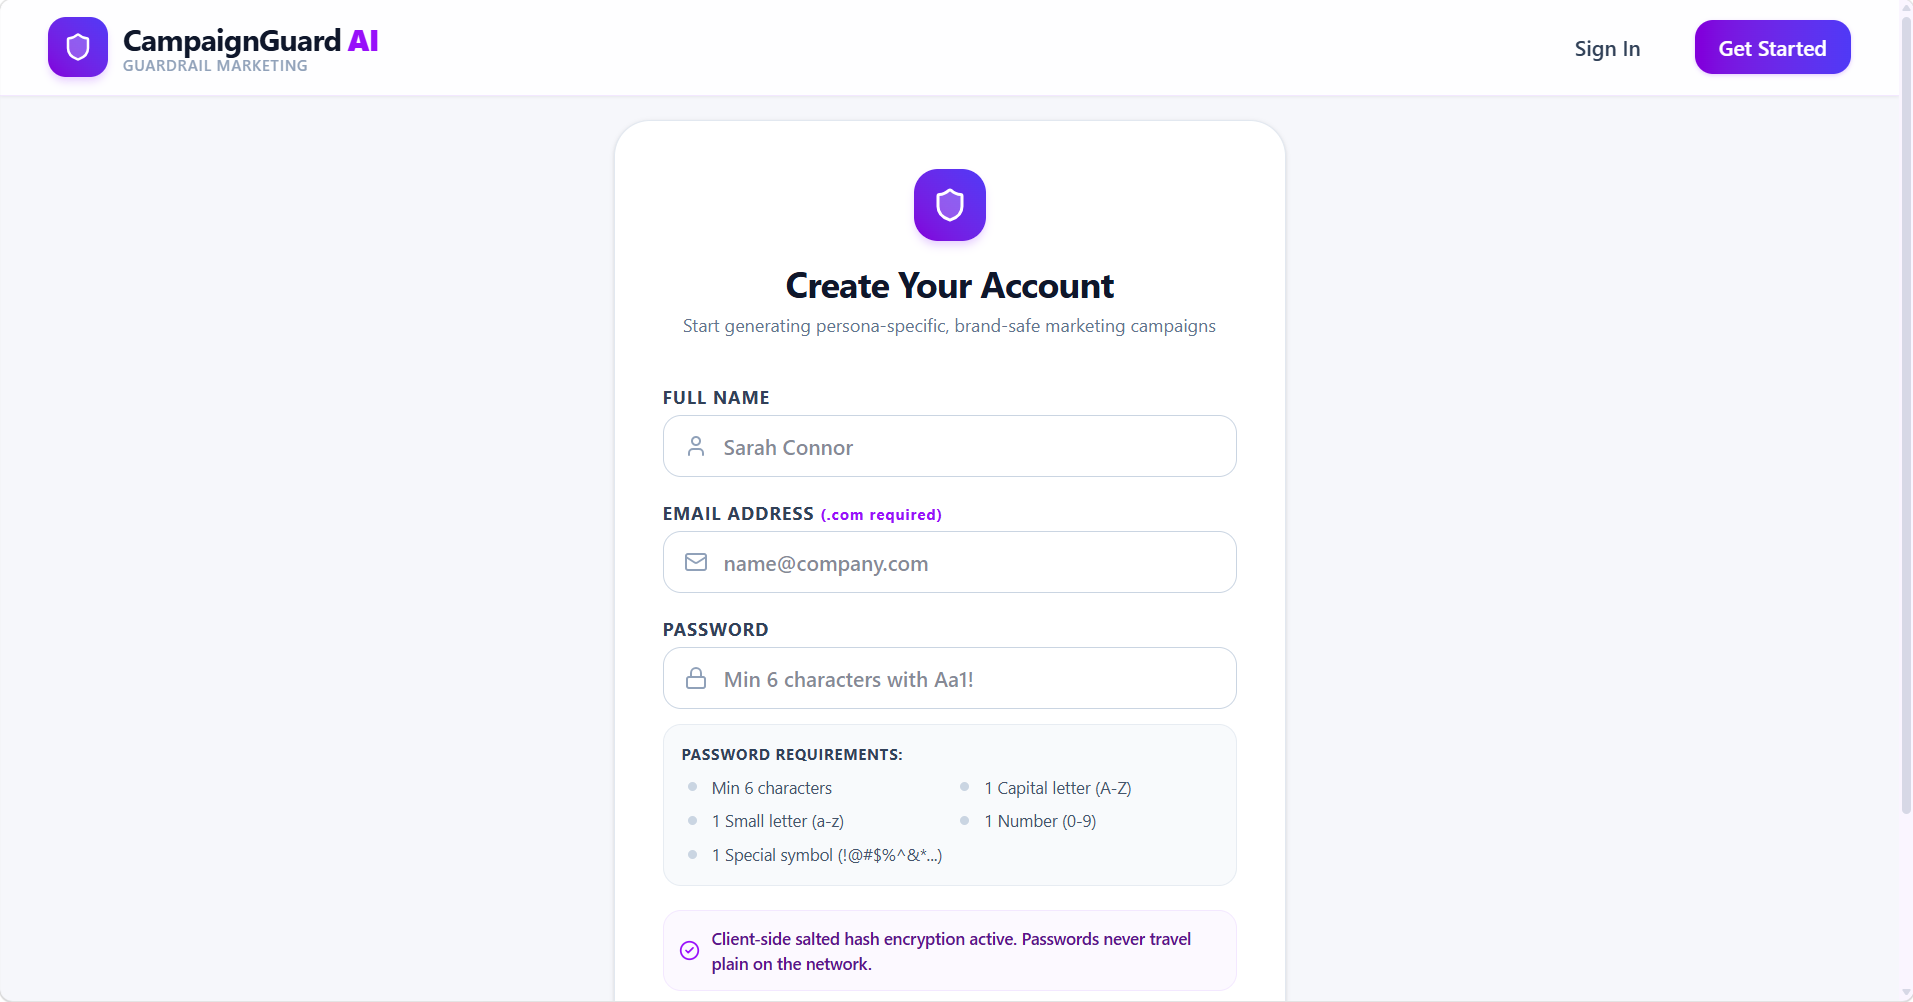 CampaignGuard AI
GUARDRAIL MARKETING
Sign In
Get Started
Create Your Account
Start generating persona-specific, brand-safe marketing campaigns
FULL NAME
Sarah Connor
EMAIL ADDRESS (.com required)
name@company.com
PASSWORD
Min 6 characters with Aa1!
PASSWORD REQUIREMENTS:
Min 6 characters
1 Capital letter (A-Z)
1 Small letter (a-z)
1 Number (0-9)
1 Special symbol (!@#$%^&*...)
Client-side salted hash encryption active. Passwords never travel
plain on the network.